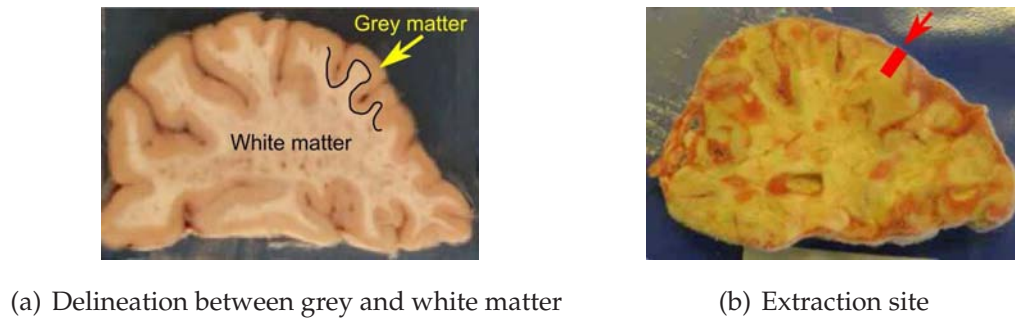 Grey matter
White matter
(a) Delineation between grey and white matter
(b) Extraction site